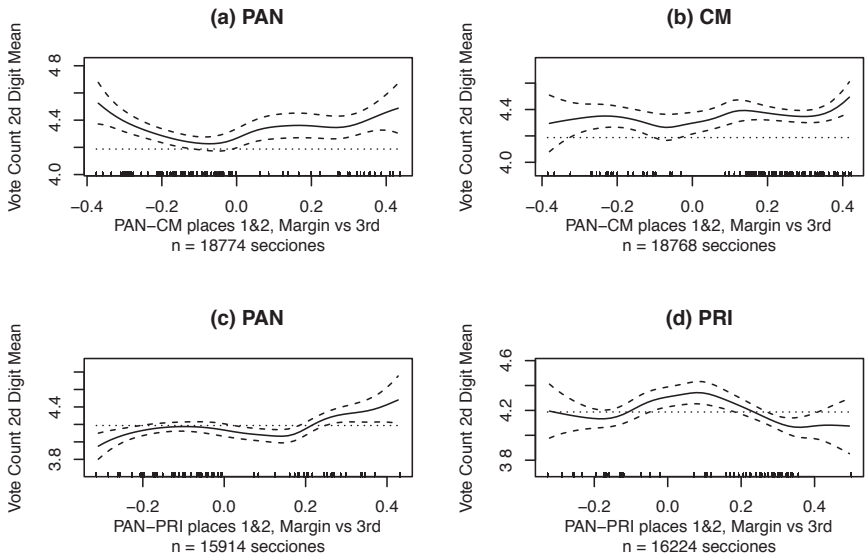 (a) PAN
Vote Count 2d Digit Mean
4.8
4.4
4.0
−0.4 −0.2 0.0 0.2 0.4
PAN−CM places 1&2, Margin vs 3rd
n = 18774 secciones
(b) CM
Vote Count 2d Digit Mean
4.4
4.0
−0.4 −0.2 0.0 0.2 0.4
PAN−CM places 1&2, Margin vs 3rd
n = 18768 secciones
(c) PAN
Vote Count 2d Digit Mean
4.4
3.8
−0.2 0.0 0.2 0.4
PAN−PRI places 1&2, Margin vs 3rd
n = 15914 secciones
(d) PRI
Vote Count 2d Digit Mean
4.6
4.2
3.8
−0.2 0.0 0.2 0.4
PAN−PRI places 1&2, Margin vs 3rd
n = 16224 secciones